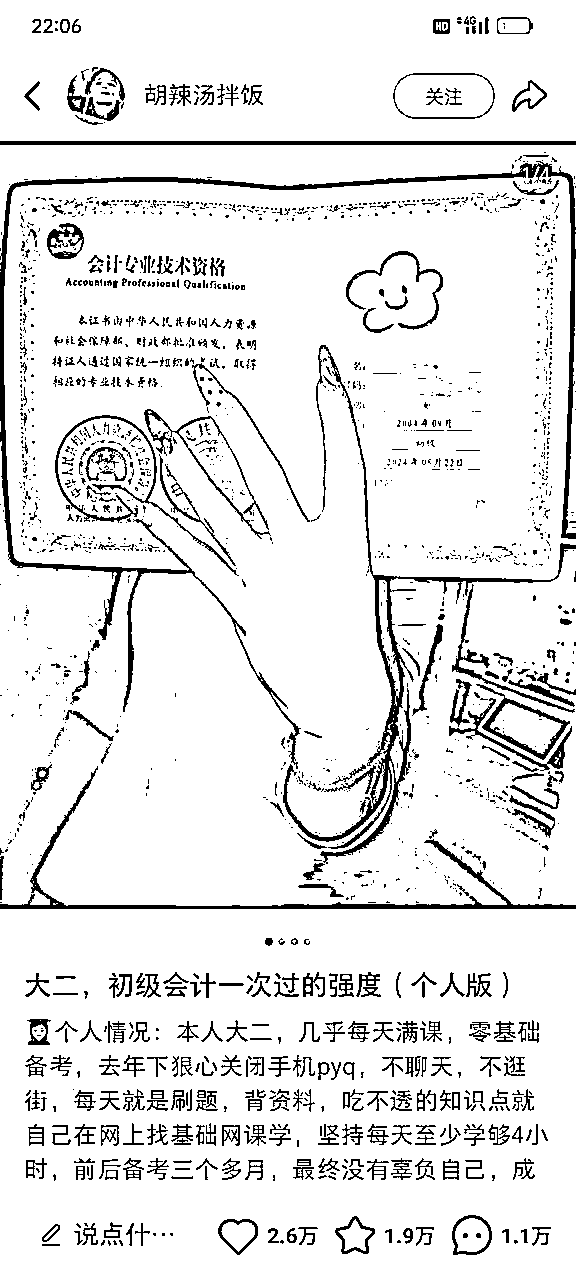 22:06
HD 4G
胡辣汤拌饭
关注
1/4
会计专业技术资格
Accounting Professional Qualification
本证书由中华人民共和国人力资源
和社会保障部、财政部批准颁发，表明
持证人通过国家统一组织的考试，取得
相应的专业技术资格。
名：
女
2004年09月
初级
2024年05月22日
大二，初级会计一次过的强度（个人版）
个人情况：本人大二，几乎每天满课，零基础
备考，去年下狠心关闭手机pyq，不聊天，不逛
街，每天就是刷题，背资料，吃不透的知识点就
自己在网上找基础网课学，坚持每天至少学够4小
时，前后备考三个多月，最终没有辜负自己，成
说点什…
2.6万
1.9万
1.1万